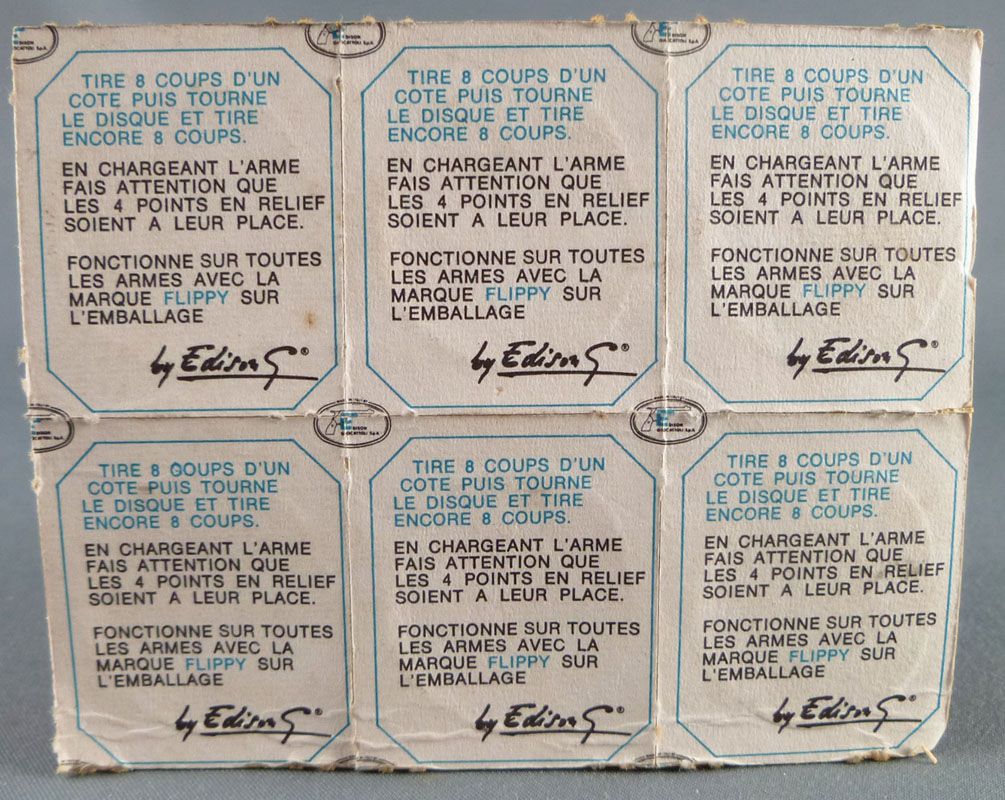 EDISON
GIOCATTOLI S.p.A.
TIRE 8 COUPS D'UN
COTE PUIS TOURNE
LE DISQUE ET TIRE
ENCORE 8 COUPS.
EN CHARGEANT L'ARME
FAIS ATTENTION QUE
LES 4 POINTS EN RELIEF
SOIENT A LEUR PLACE.
FONCTIONNE SUR TOUTES
LES ARMES AVEC LA
MARQUE FLIPPY SUR
L'EMBALLAGE
by Edison G®
EDISON
GIOCATTOLI S.p.A.
TIRE 8 COUPS D'UN
COTE PUIS TOURNE
LE DISQUE ET TIRE
ENCORE 8 COUPS.
EN CHARGEANT L'ARME
FAIS ATTENTION QUE
LES 4 POINTS EN RELIEF
SOIENT A LEUR PLACE.
FONCTIONNE SUR TOUTES
LES ARMES AVEC LA
MARQUE FLIPPY SUR
L'EMBALLAGE
by Edison G®
EDISON
GIOCATTOLI S.p.A.
TIRE 8 COUPS D'UN
COTE PUIS TOURNE
LE DISQUE ET TIRE
ENCORE 8 COUPS.
EN CHARGEANT L'ARME
FAIS ATTENTION QUE
LES 4 POINTS EN RELIEF
SOIENT A LEUR PLACE.
FONCTIONNE SUR TOUTES
LES ARMES AVEC LA
MARQUE FLIPPY SUR
L'EMBALLAGE
by Edison G®
EDISON
GIOCATTOLI S.p.A.
TIRE 8 COUPS D'UN
COTE PUIS TOURNE
LE DISQUE ET TIRE
ENCORE 8 COUPS.
EN CHARGEANT L'ARME
FAIS ATTENTION QUE
LES 4 POINTS EN RELIEF
SOIENT A LEUR PLACE.
FONCTIONNE SUR TOUTES
LES ARMES AVEC LA
MARQUE FLIPPY SUR
L'EMBALLAGE
by Edison G®
EDISON
GIOCATTOLI S.p.A.
TIRE 8 COUPS D'UN
COTE PUIS TOURNE
LE DISQUE ET TIRE
ENCORE 8 COUPS.
EN CHARGEANT L'ARME
FAIS ATTENTION QUE
LES 4 POINTS EN RELIEF
SOIENT A LEUR PLACE.
FONCTIONNE SUR TOUTES
LES ARMES AVEC LA
MARQUE FLIPPY SUR
L'EMBALLAGE
by Edison G®
EDISON
GIOCATTOLI S.p.A.
TIRE 8 COUPS D'UN
COTE PUIS TOURNE
LE DISQUE ET TIRE
ENCORE 8 COUPS.
EN CHARGEANT L'ARME
FAIS ATTENTION QUE
LES 4 POINTS EN RELIEF
SOIENT A LEUR PLACE.
FONCTIONNE SUR TOUTES
LES ARMES AVEC LA
MARQUE FLIPPY SUR
L'EMBALLAGE
by Edison G®